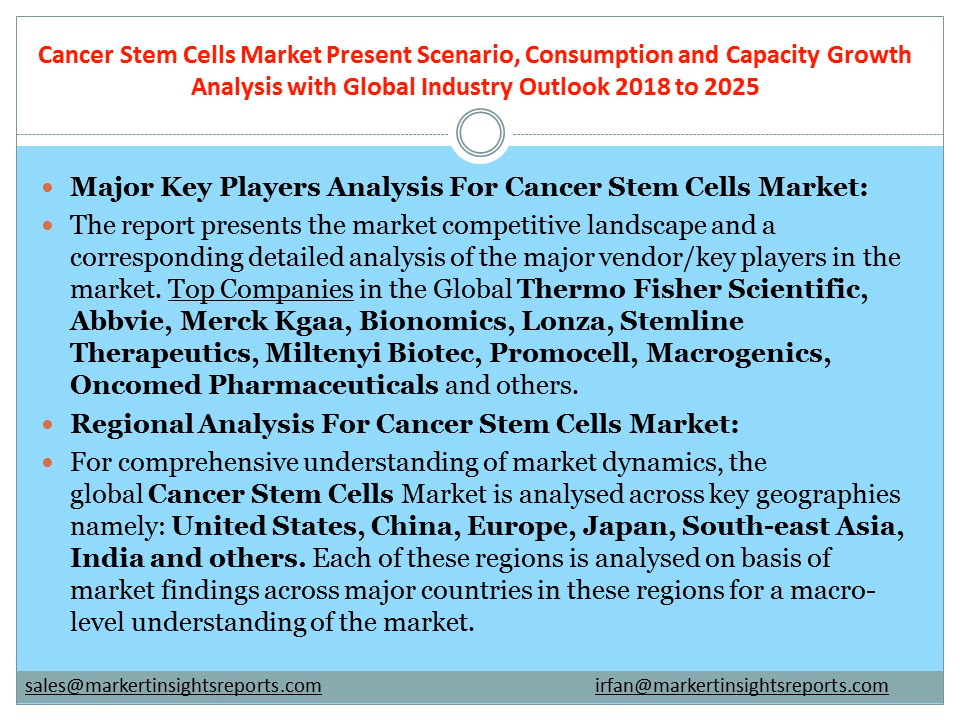 Cancer Stem Cells Market Present Scenario, Consumption and Capacity Growth
Analysis with Global Industry Outlook 2018 to 2025
• Major Key Players Analysis For Cancer Stem Cells Market:
• The report presents the market competitive landscape and a
corresponding detailed analysis of the major vendor/key players in the
market. Top Companies in the Global Thermo Fisher Scientific,
Abbvie, Merck Kgaa, Bionomics, Lonza, Stemline
Therapeutics, Miltenyi Biotec, Promocell, Macrogenics,
Oncomed Pharmaceuticals and others.
• Regional Analysis For Cancer Stem Cells Market:
• For comprehensive understanding of market dynamics, the
global Cancer Stem Cells Market is analysed across key geographies
namely: United States, China, Europe, Japan, South-east Asia,
India and others. Each of these regions is analysed on basis of
market findings across major countries in these regions for a macro-
level understanding of the market.
sales@markertinsightsreports.com irfan@markertinsightsreports.com